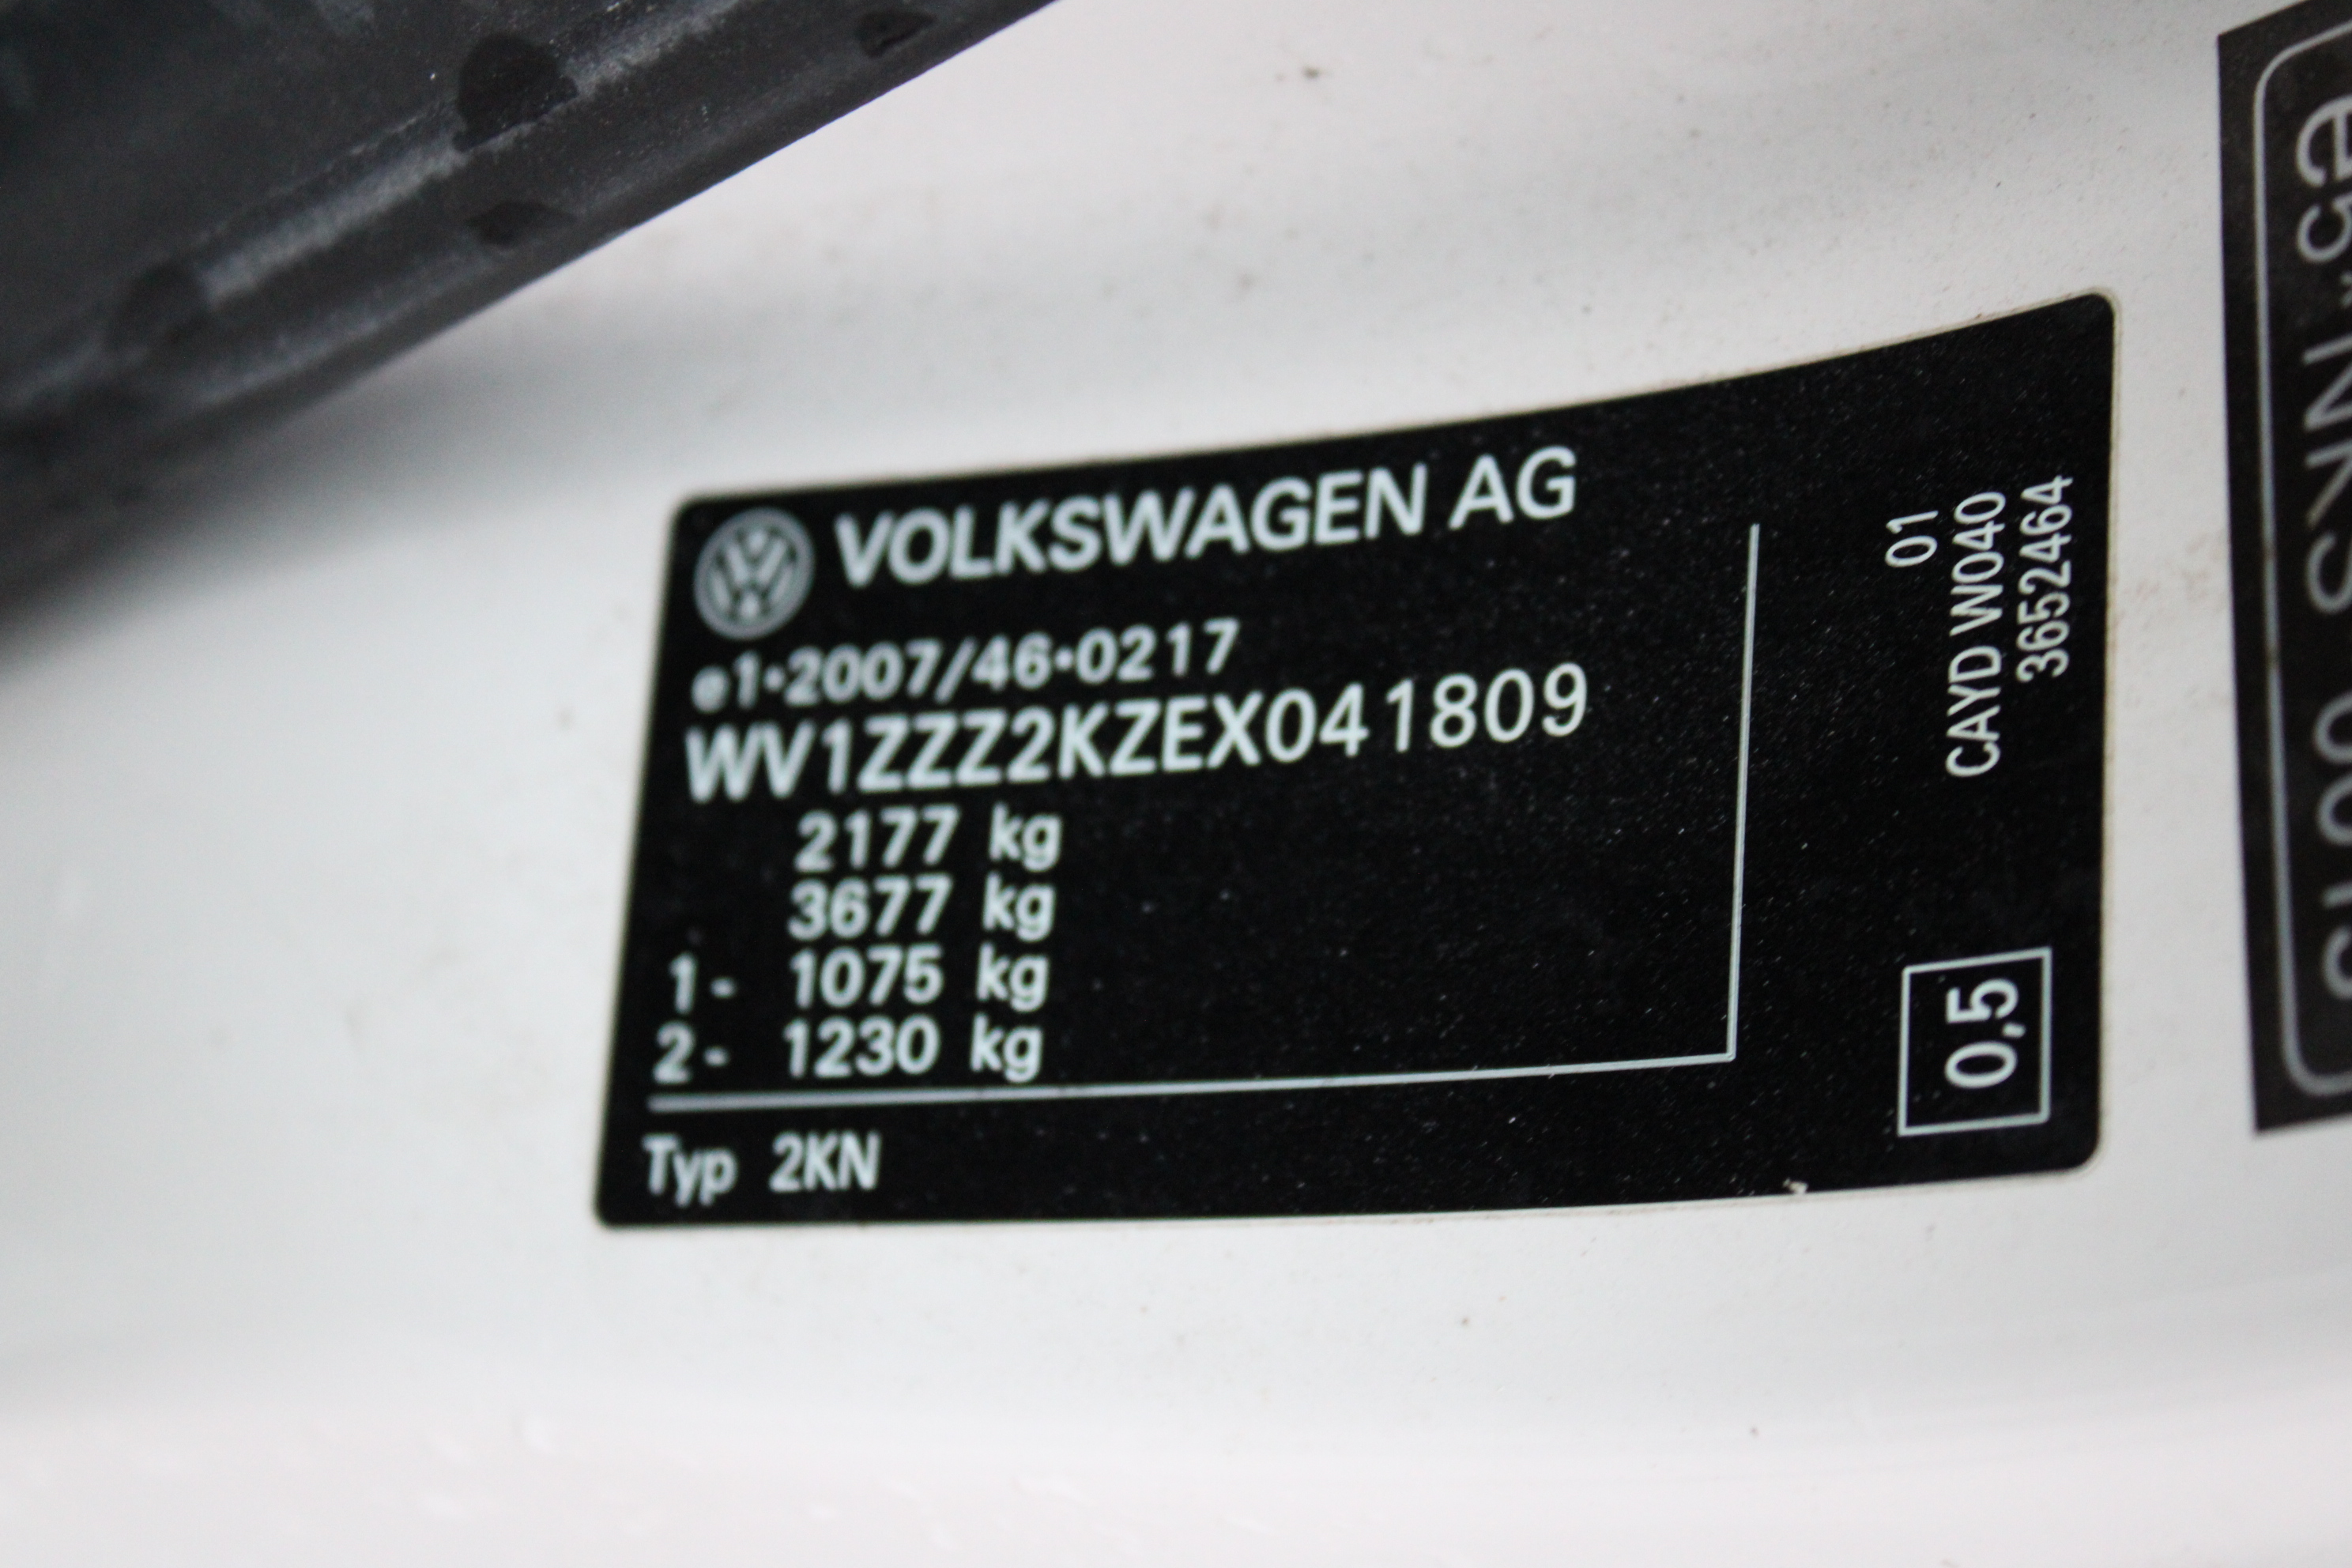 VOLKSWAGEN AG
e1*2007/46*0217
WV1ZZZ2KZEX041809
2177 kg
3677 kg
1- 1075 kg
2- 1230 kg
Typ 2KN
01
CAYD W040
3652464
0,5